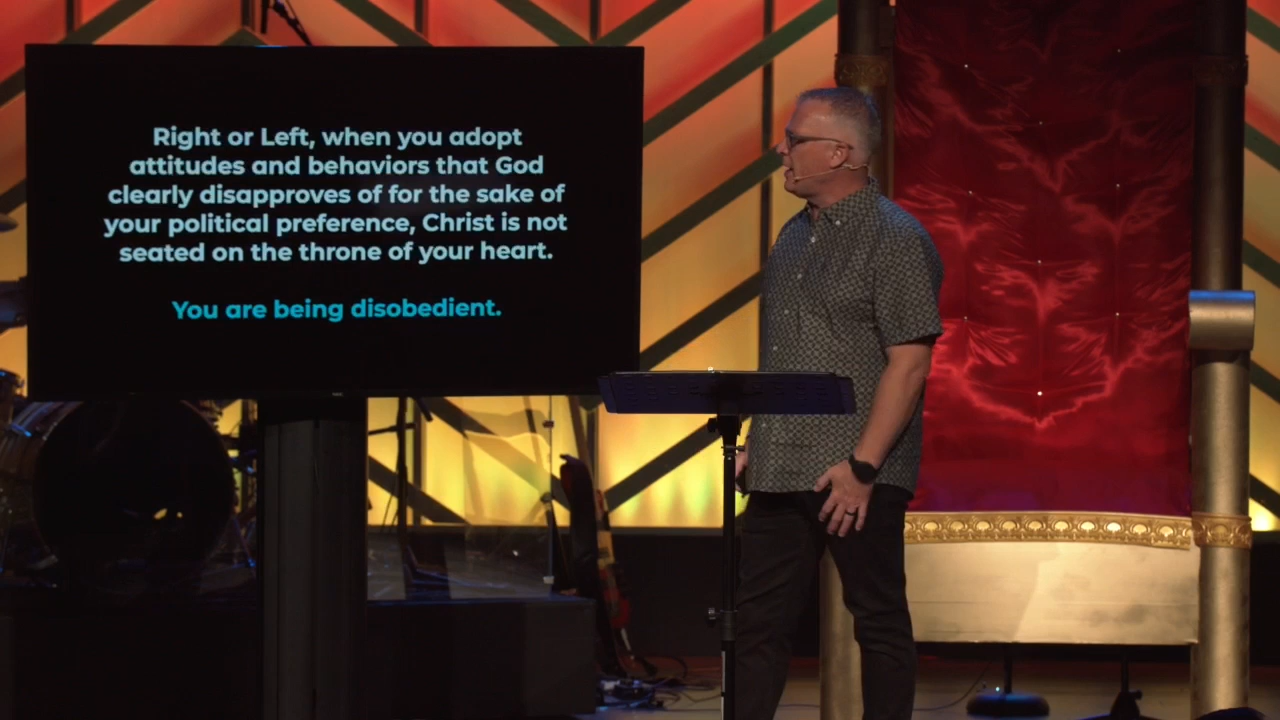 Right or Left, when you adopt
attitudes and behaviors that God
clearly disapproves of for the sake of
your political preference, Christ is not
seated on the throne of your heart.
You are being disobedient.